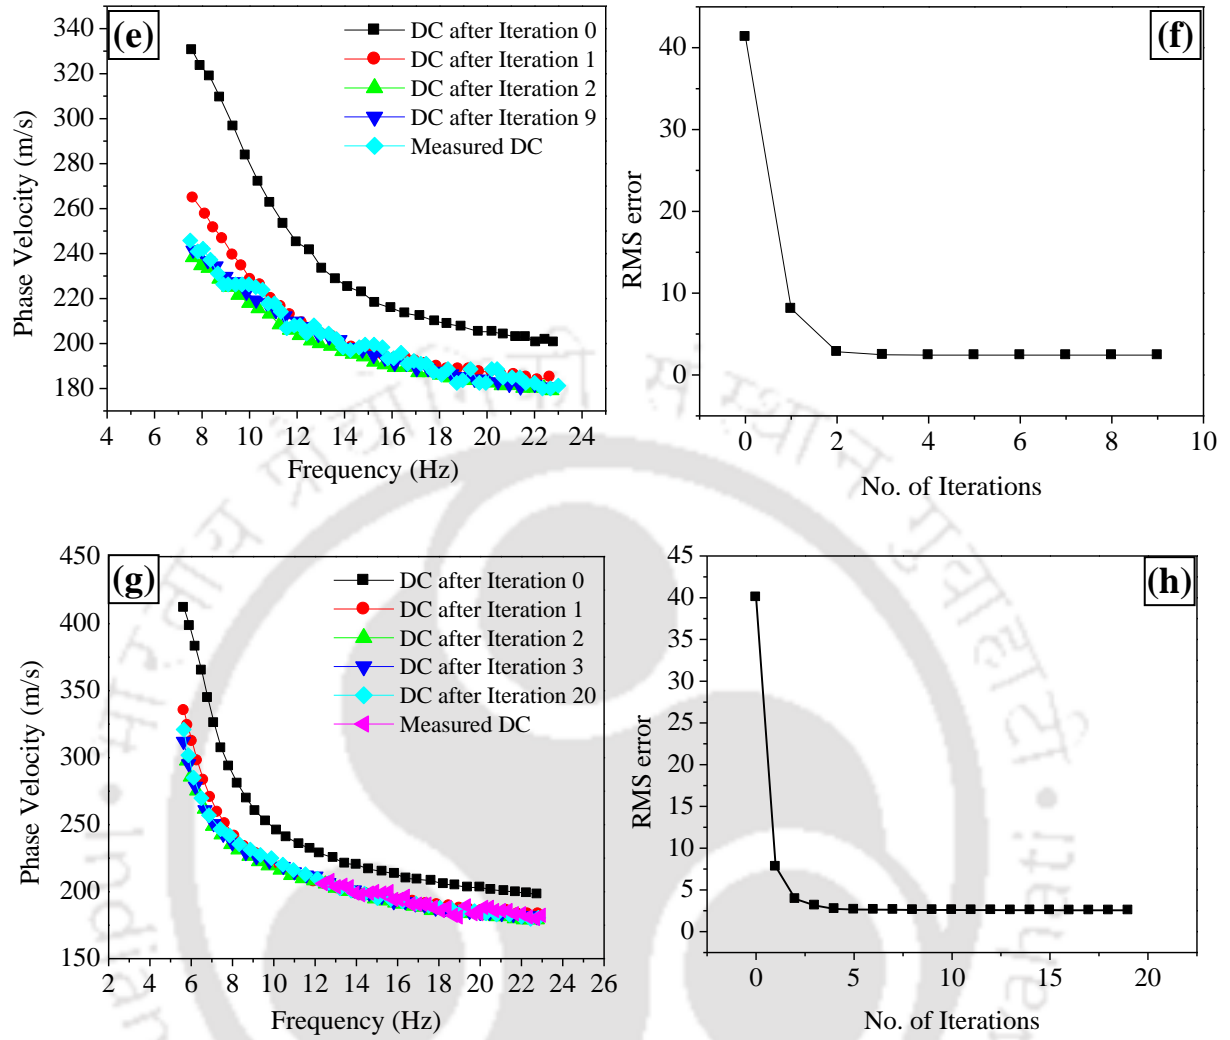 (e)
DC after Iteration 0
DC after Iteration 1
DC after Iteration 2
DC after Iteration 9
Measured DC
340
320
300
280
260
240
220
200
180
Phase Velocity (m/s)
4 6 8 10 12 14 16 18 20 22 24
Frequency (Hz)
(f)
40
30
20
10
0
RMS error
0 2 4 6 8 10
No. of Iterations
(g)
DC after Iteration 0
DC after Iteration 1
DC after Iteration 2
DC after Iteration 3
DC after Iteration 20
Measured DC
450
400
350
300
250
200
150
Phase Velocity (m/s)
2 4 6 8 10 12 14 16 18 20 22 24 26
Frequency (Hz)
(h)
45
40
35
30
25
20
15
10
5
0
RMS error
0 5 10 15 20
No. of Iterations
Indian